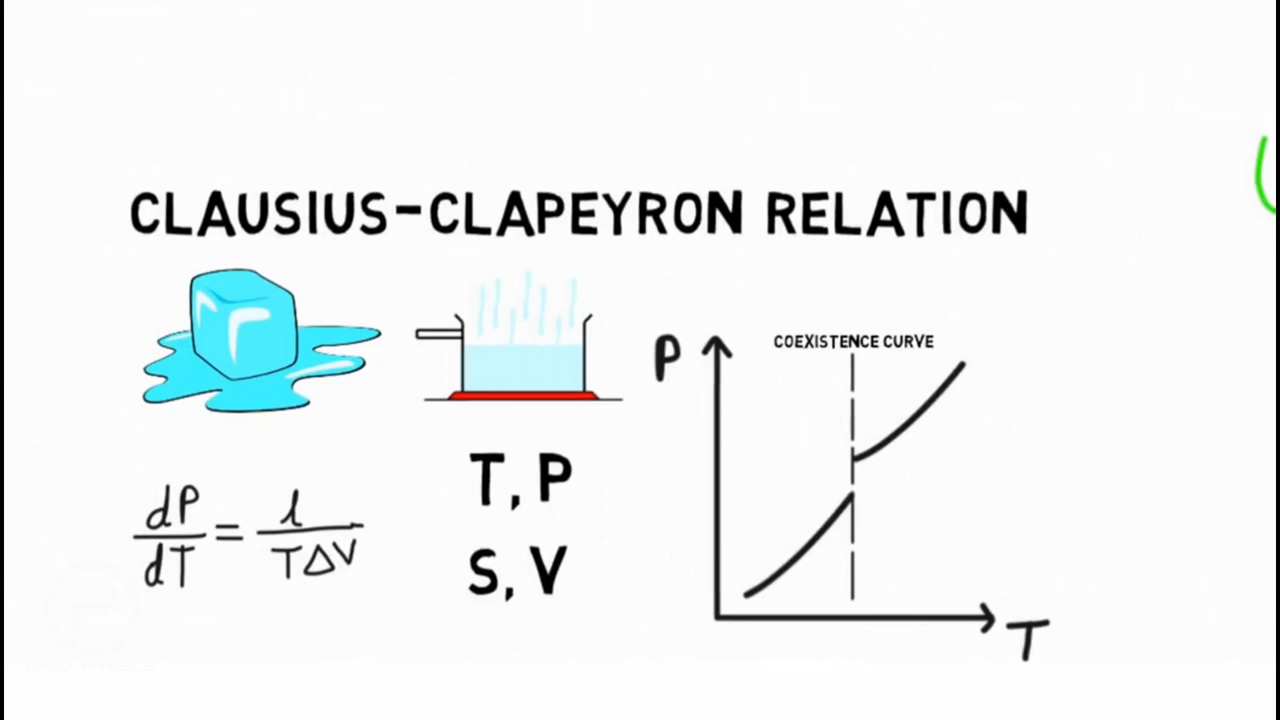 CLAUSIUS-CLAPEYRON RELATION
P
COEXISTENCE CURVE
T, P
S, V
dP/dT = l/TΔV
T